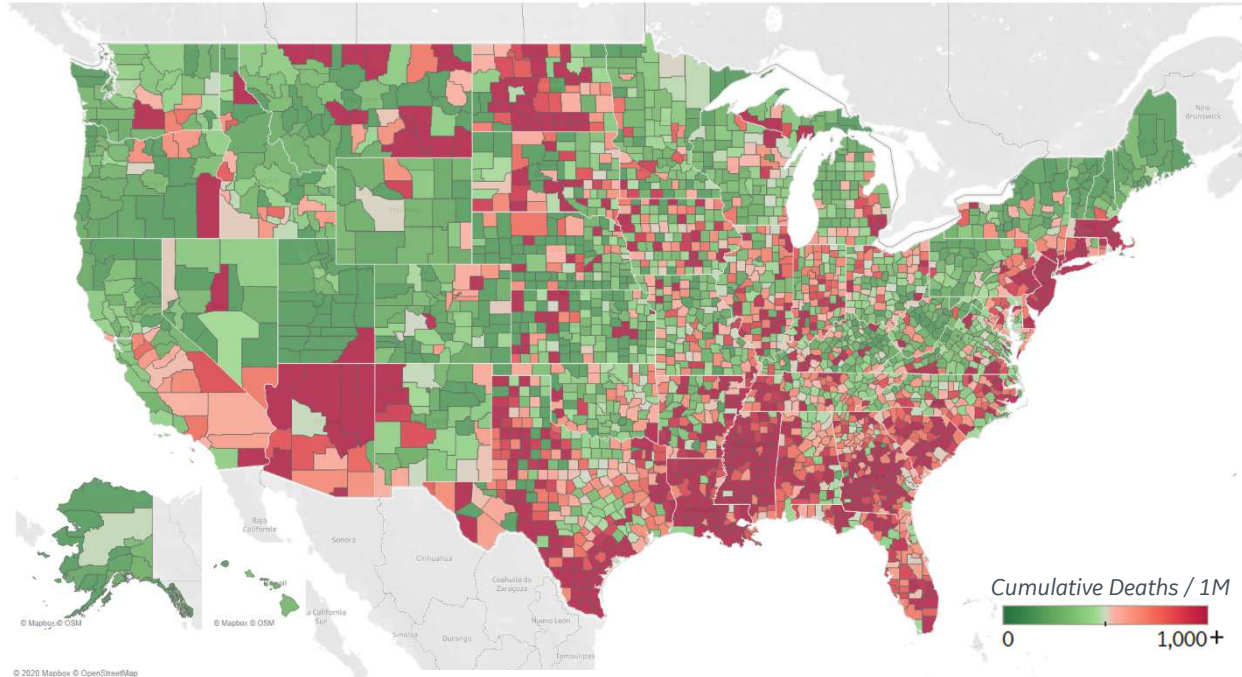 New
Brunswick
Baja
California
Sonora
Chihuahua
Coahuila de
Zaragoza
Nuevo León
Sinaloa
Durango
Tamaulipas
a California
Sur
© Mapbox © OSM
© Mapbox © OSM
Cumulative Deaths / 1M
0
1,000+
© 2020 Mapbox © OpenStreetMap